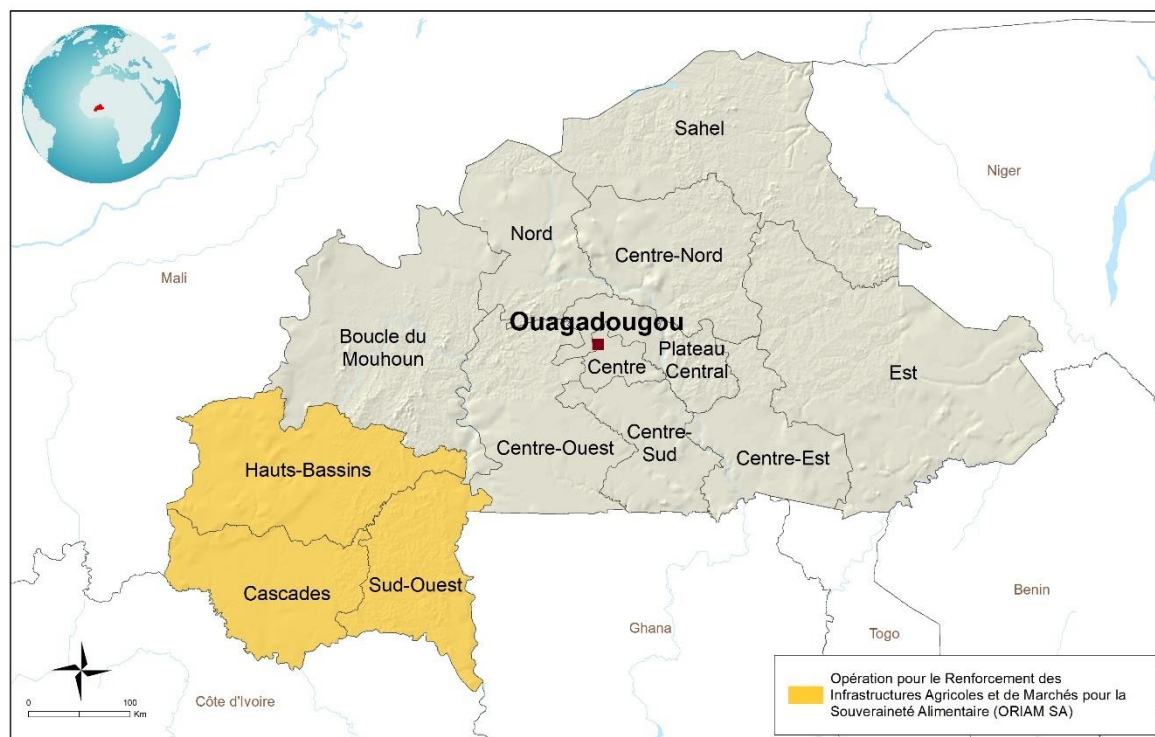 Sahel
Niger
Nord
Centre-Nord
Mali
Ouagadougou
Boucle du
Mouhoun
Plateau
Central
Centre
Est
Centre-Ouest
Centre-
Sud
Centre-Est
Hauts-Bassins
Cascades
Sud-Ouest
Benin
Ghana
Togo
Côte d'Ivoire
0 100
Km
Opération pour le Renforcement des
Infrastructures Agricoles et de Marchés pour la
Souveraineté Alimentaire (ORIAM SA)